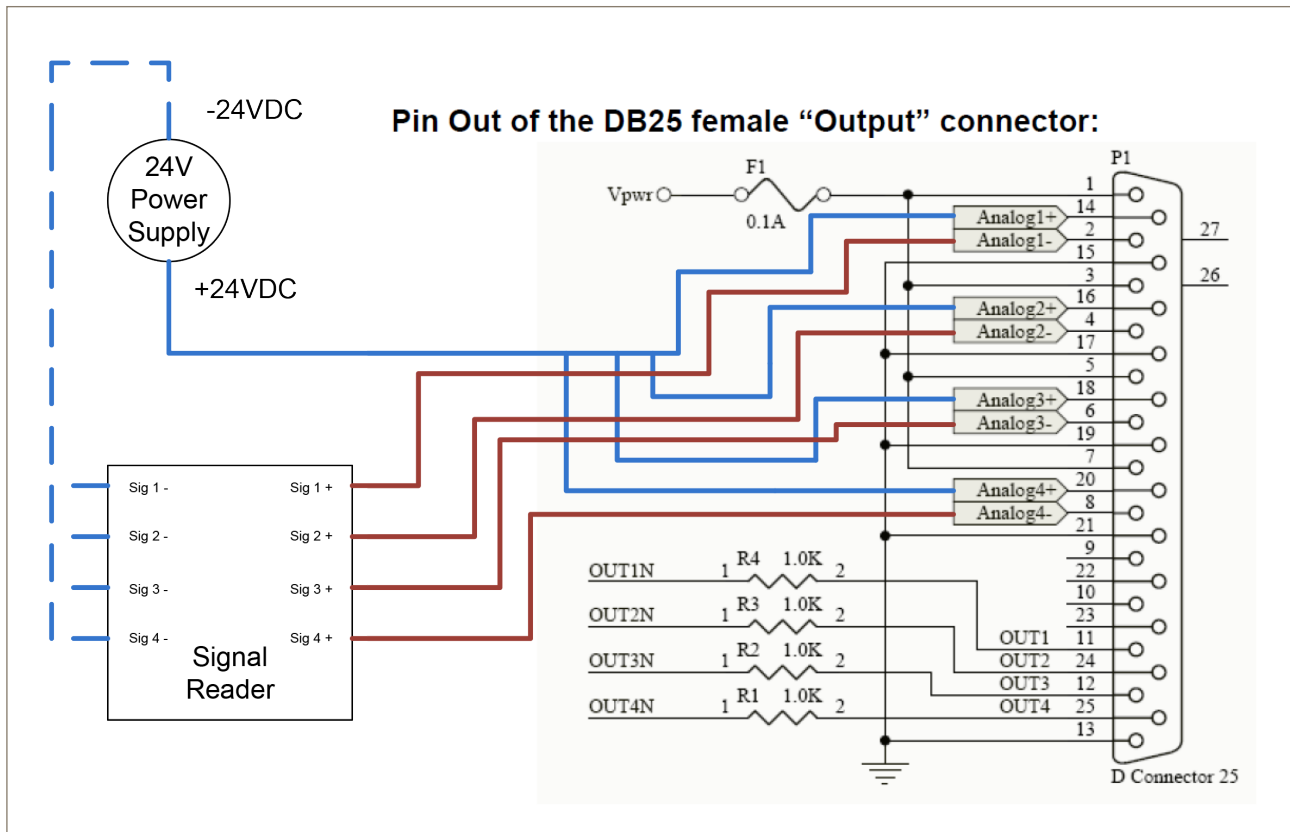 -24VDC
24V
Power
Supply
+24VDC
Pin Out of the DB25 female “Output” connector:
P1
F1
Vpwr
0.1A
1
Analog1+ 14
Analog1- 2
15
3
Analog2+ 16
Analog2- 4
17
5
Analog3+ 18
Analog3- 6
19
7
Analog4+ 20
Analog4- 8
21
9
22
10
23
11
24
12
25
13
27
26
Sig 1 - Sig 1 +
Sig 2 - Sig 2 +
Sig 3 - Sig 3 +
Sig 4 - Sig 4 +
Signal
Reader
R4 1.0K
OUT1N 1 2
R3 1.0K
OUT2N 1 2
R2 1.0K
OUT3N 1 2
R1 1.0K
OUT4N 1 2
OUT1
OUT2
OUT3
OUT4
D Connector 25